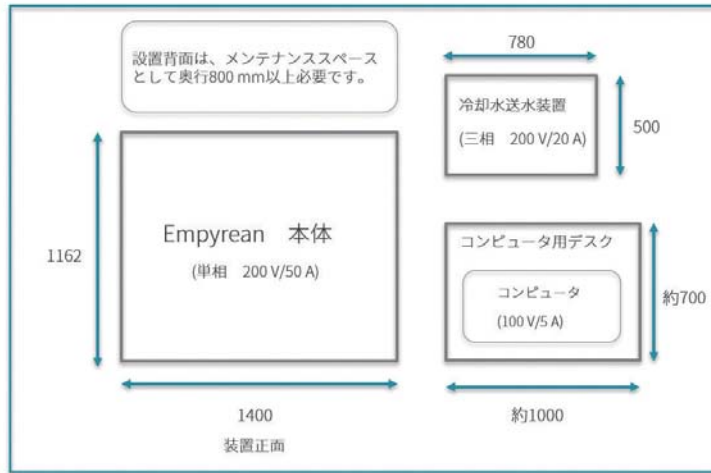 設置背面は、メンテナンススペース
として奥行800 mm以上必要です。
780
冷却水送水装置
(三相　200 V/20 A)
500
1162
Empyrean　本体
(単相　200 V/50 A)
コンピュータ用デスク
コンピュータ
(100 V/5 A)
約700
1400
約1000
装置正面